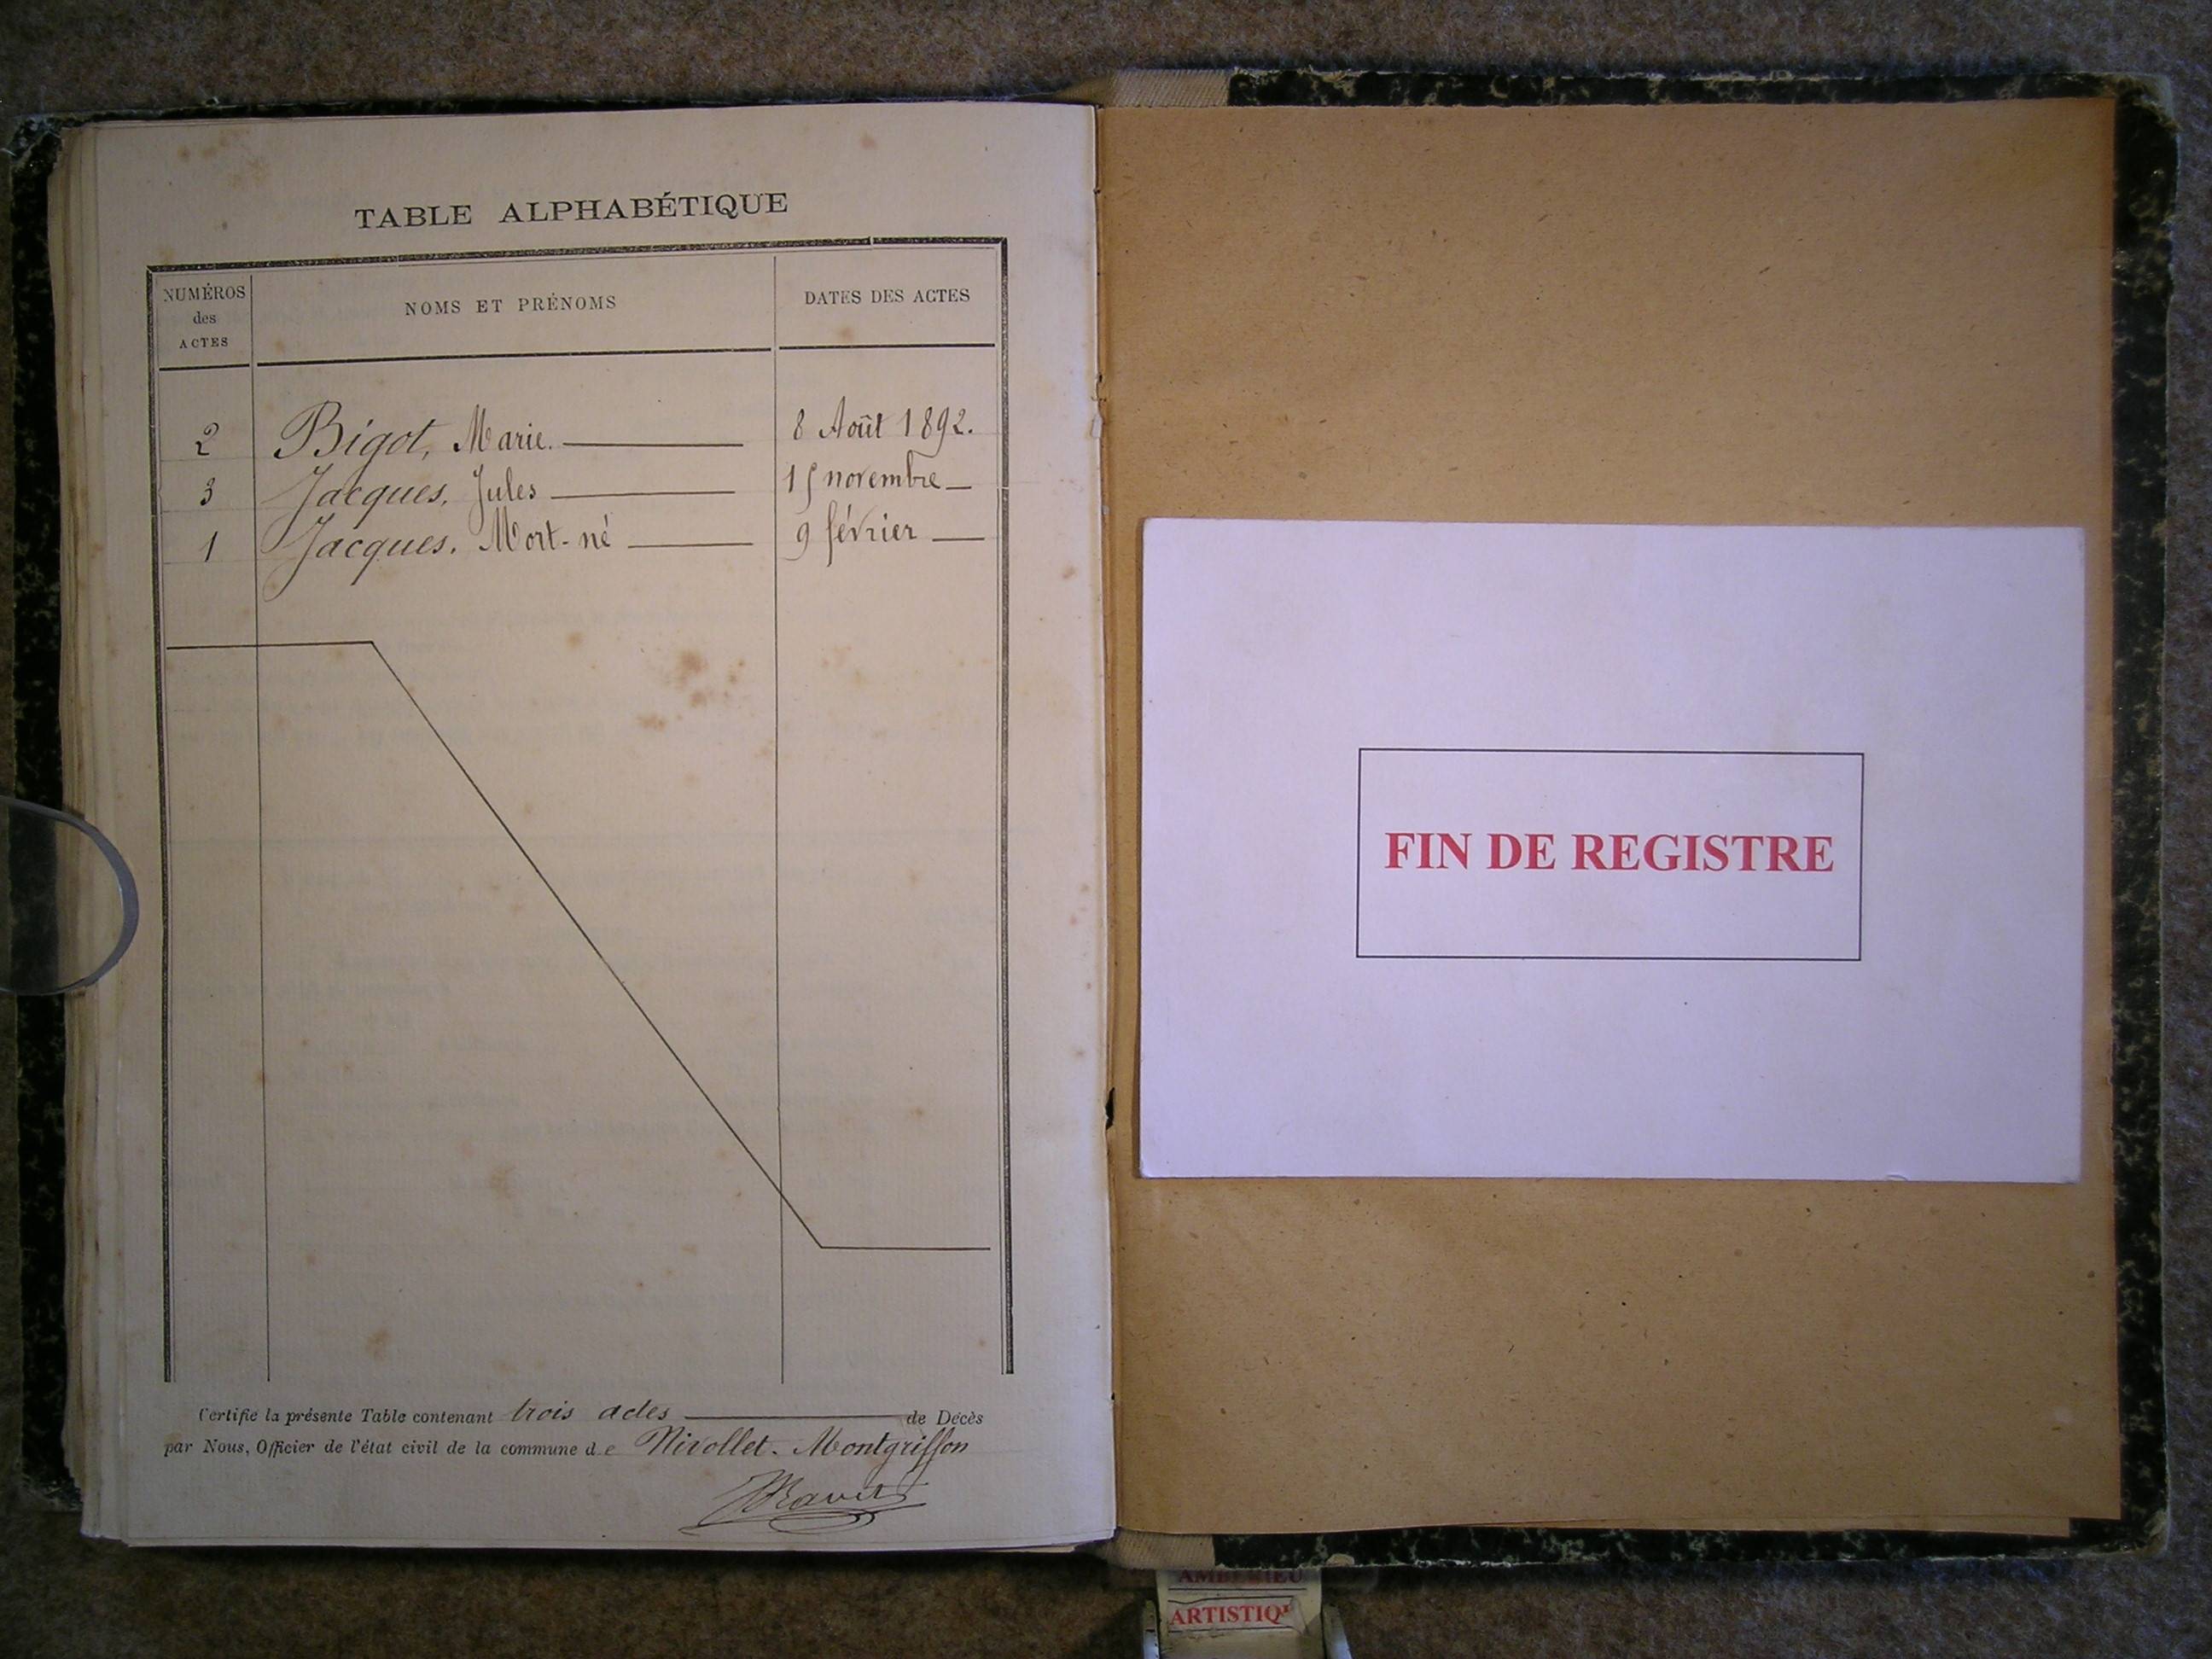 TABLE ALPHABÉTIQUE
NUMÉROS des ACTES
NOMS ET PRÉNOMS
DATES DES ACTES
2 Bigot, Marie. 8 Août 1892.
3 Jacques, Jules 15 novembre
1 Jacques. Mort-né 9 février
Certifié la présente Table contenant trois actes de Décès
par Nous, Officier de l'état civil de la commune de Nivollet-Montgriffon
FIN DE REGISTRE
ARTISTIQ